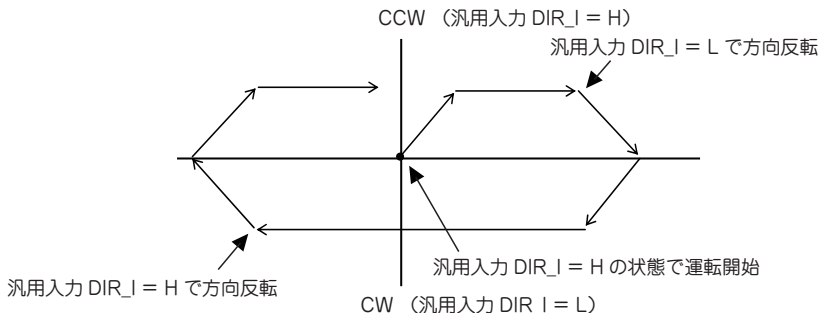 CCW （汎用入力 DIR_I = H）
汎用入力 DIR_I = L で方向反転
汎用入力 DIR_I = H の状態で運転開始
汎用入力 DIR_I = H で方向反転
CW （汎用入力 DIR_I = L）